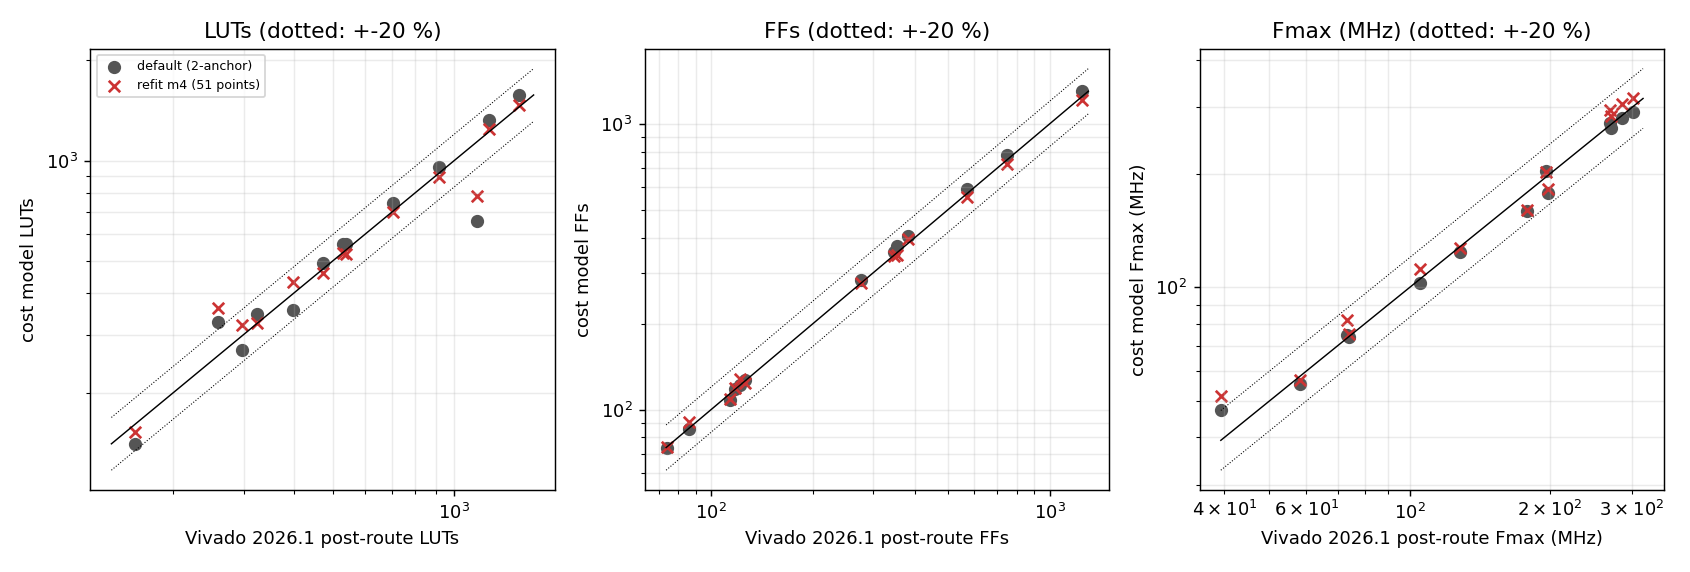 LUTs (dotted: +-20 %)
default (2-anchor)
refit m4 (51 points)
cost model LUTs
10³
10³
Vivado 2026.1 post-route LUTs
FFs (dotted: +-20 %)
cost model FFs
10³
10²
10²
10³
Vivado 2026.1 post-route FFs
Fmax (MHz) (dotted: +-20 %)
cost model Fmax (MHz)
10²
4 × 10¹
6 × 10¹
10²
2 × 10²
3 × 10²
Vivado 2026.1 post-route Fmax (MHz)